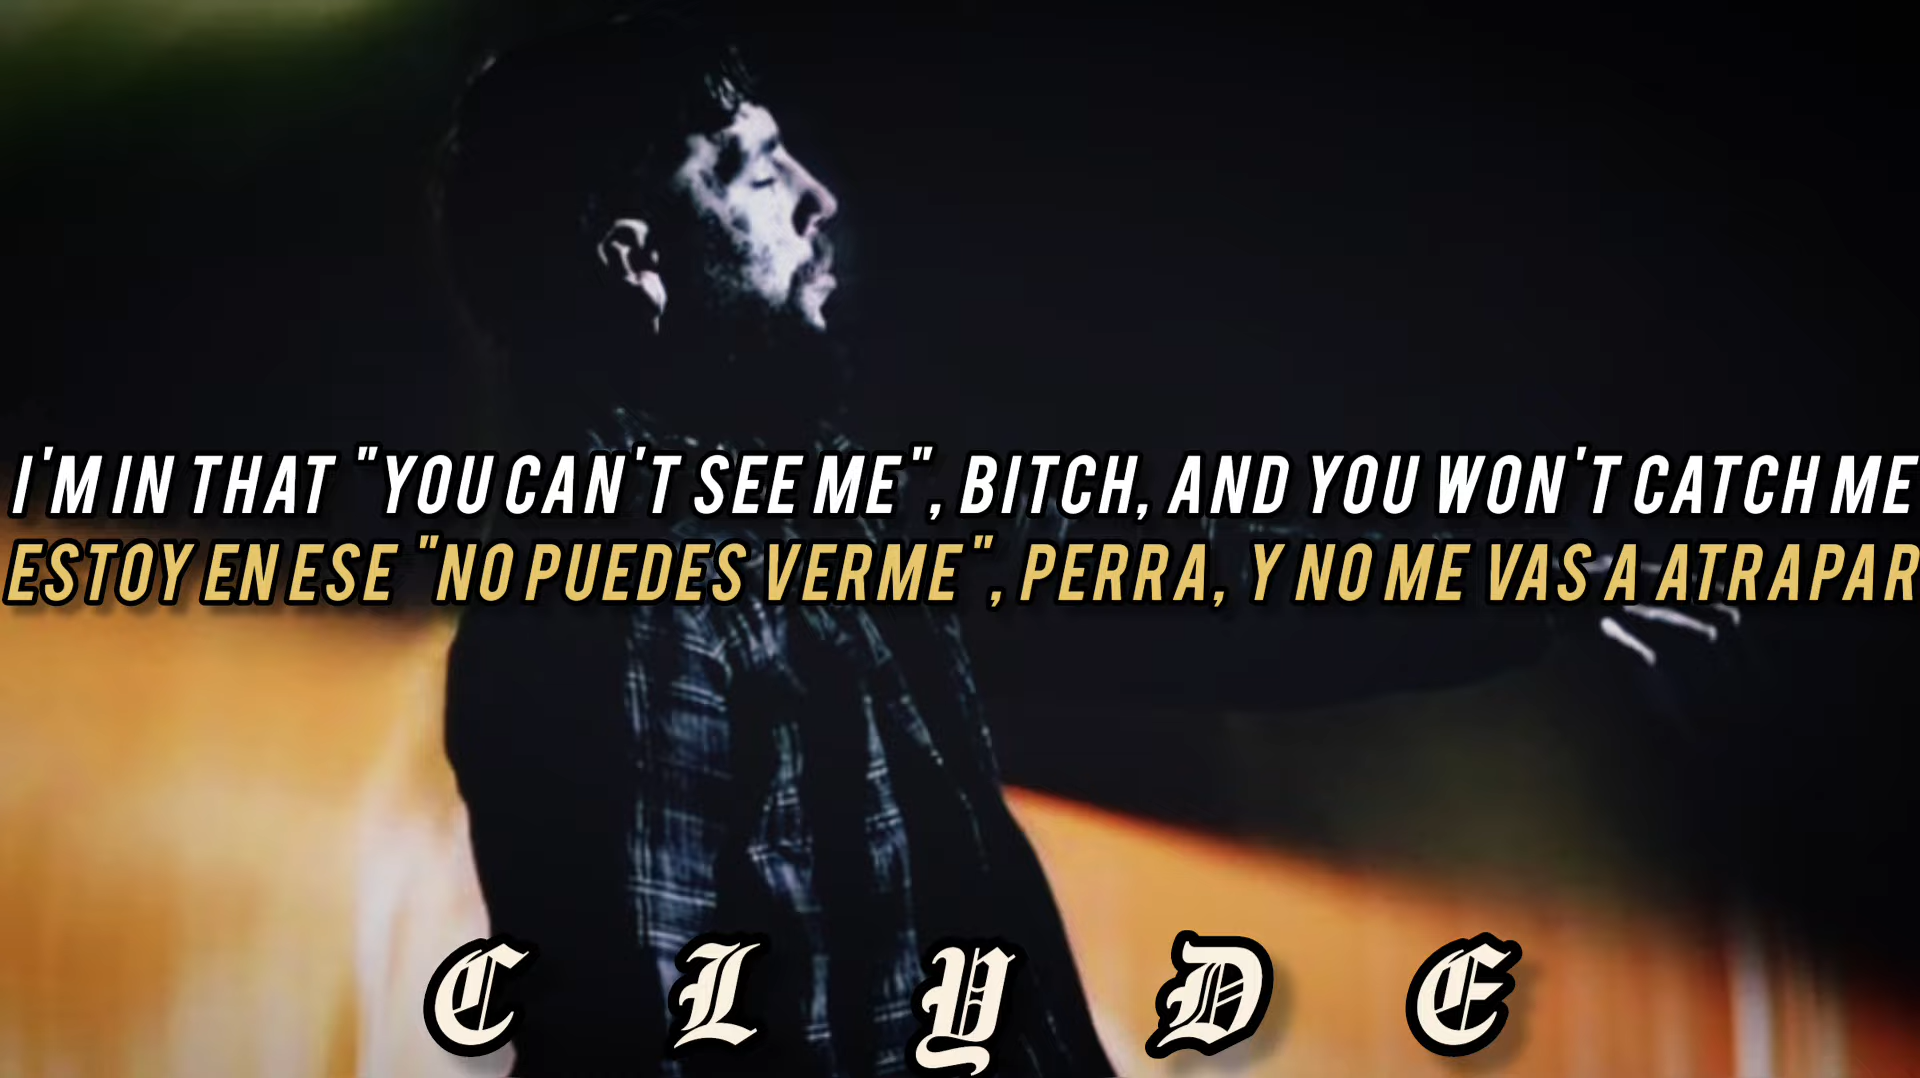 I'M IN THAT "YOU CAN'T SEE ME", BITCH, AND YOU WON'T CATCH ME
ESTOY EN ESE "NO PUEDES VERME", PERRA, Y NO ME VAS A ATRAPAR
CLYDE